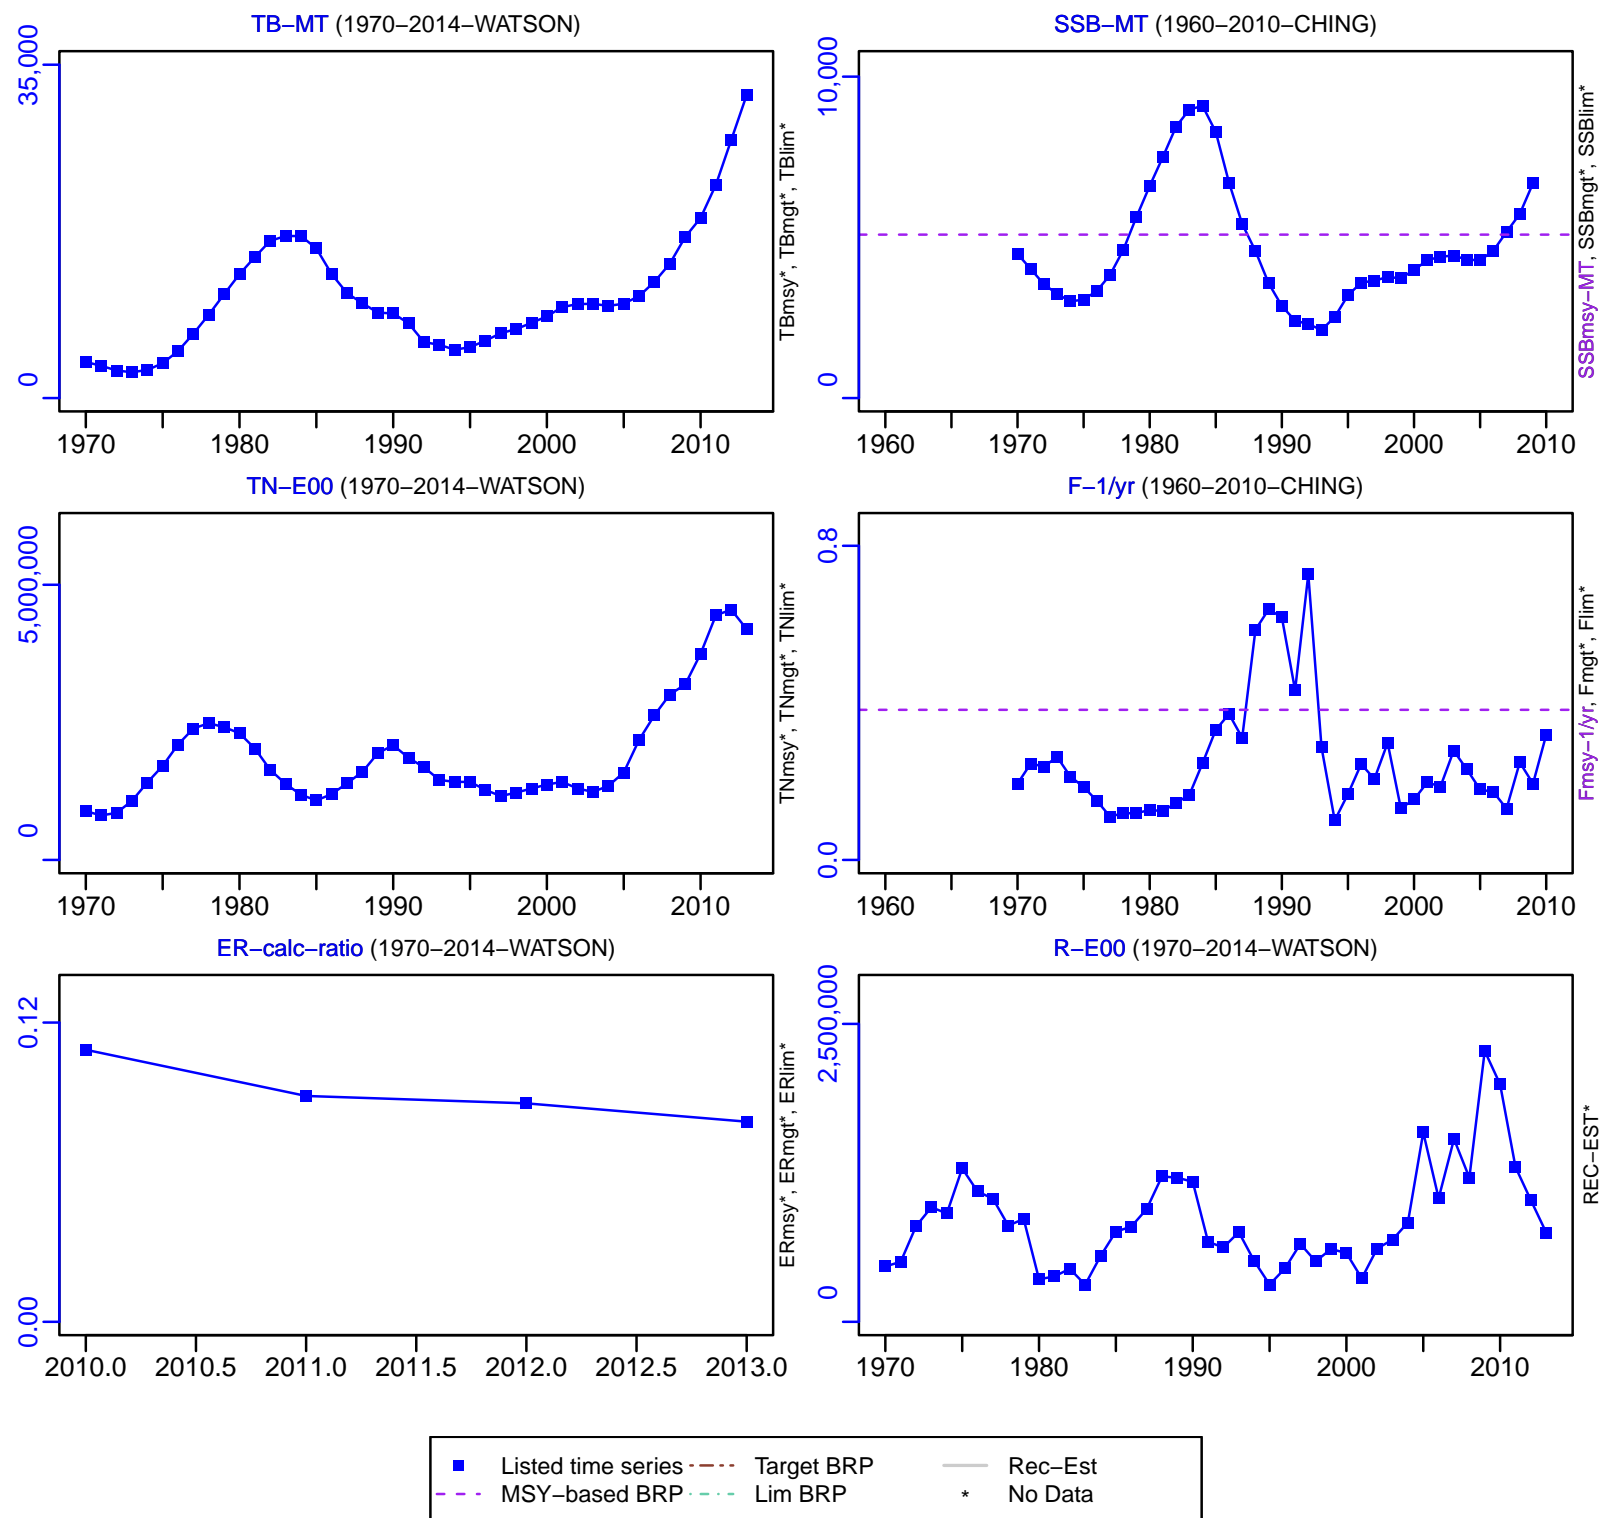 TB−MT (1970−2014−WATSON)
35,000
0
TBmsy*, TBmgt*, TBlim*
1970 1980 1990 2000 2010
SSB−MT (1960−2010−CHING)
10,000
0
SSBmsy−MT, SSBmgt*, SSBlim*
1960 1970 1980 1990 2000 2010
TN−E00 (1970−2014−WATSON)
5,000,000
0
TNmsy*, TNmgt*, TNlim*
1970 1980 1990 2000 2010
F−1/yr (1960−2010−CHING)
0.8
0.0
Fmsy−1/yr, Fmgt*, Flim*
1960 1970 1980 1990 2000 2010
ER−calc−ratio (1970−2014−WATSON)
0.12
0.00
ERmsy*, ERmgt*, ERlim*
2010.0 2010.5 2011.0 2011.5 2012.0 2012.5 2013.0
R−E00 (1970−2014−WATSON)
2,500,000
0
REC−EST*
1970 1980 1990 2000 2010
Listed time series Target BRP Rec−Est
MSY−based BRP Lim BRP * No Data